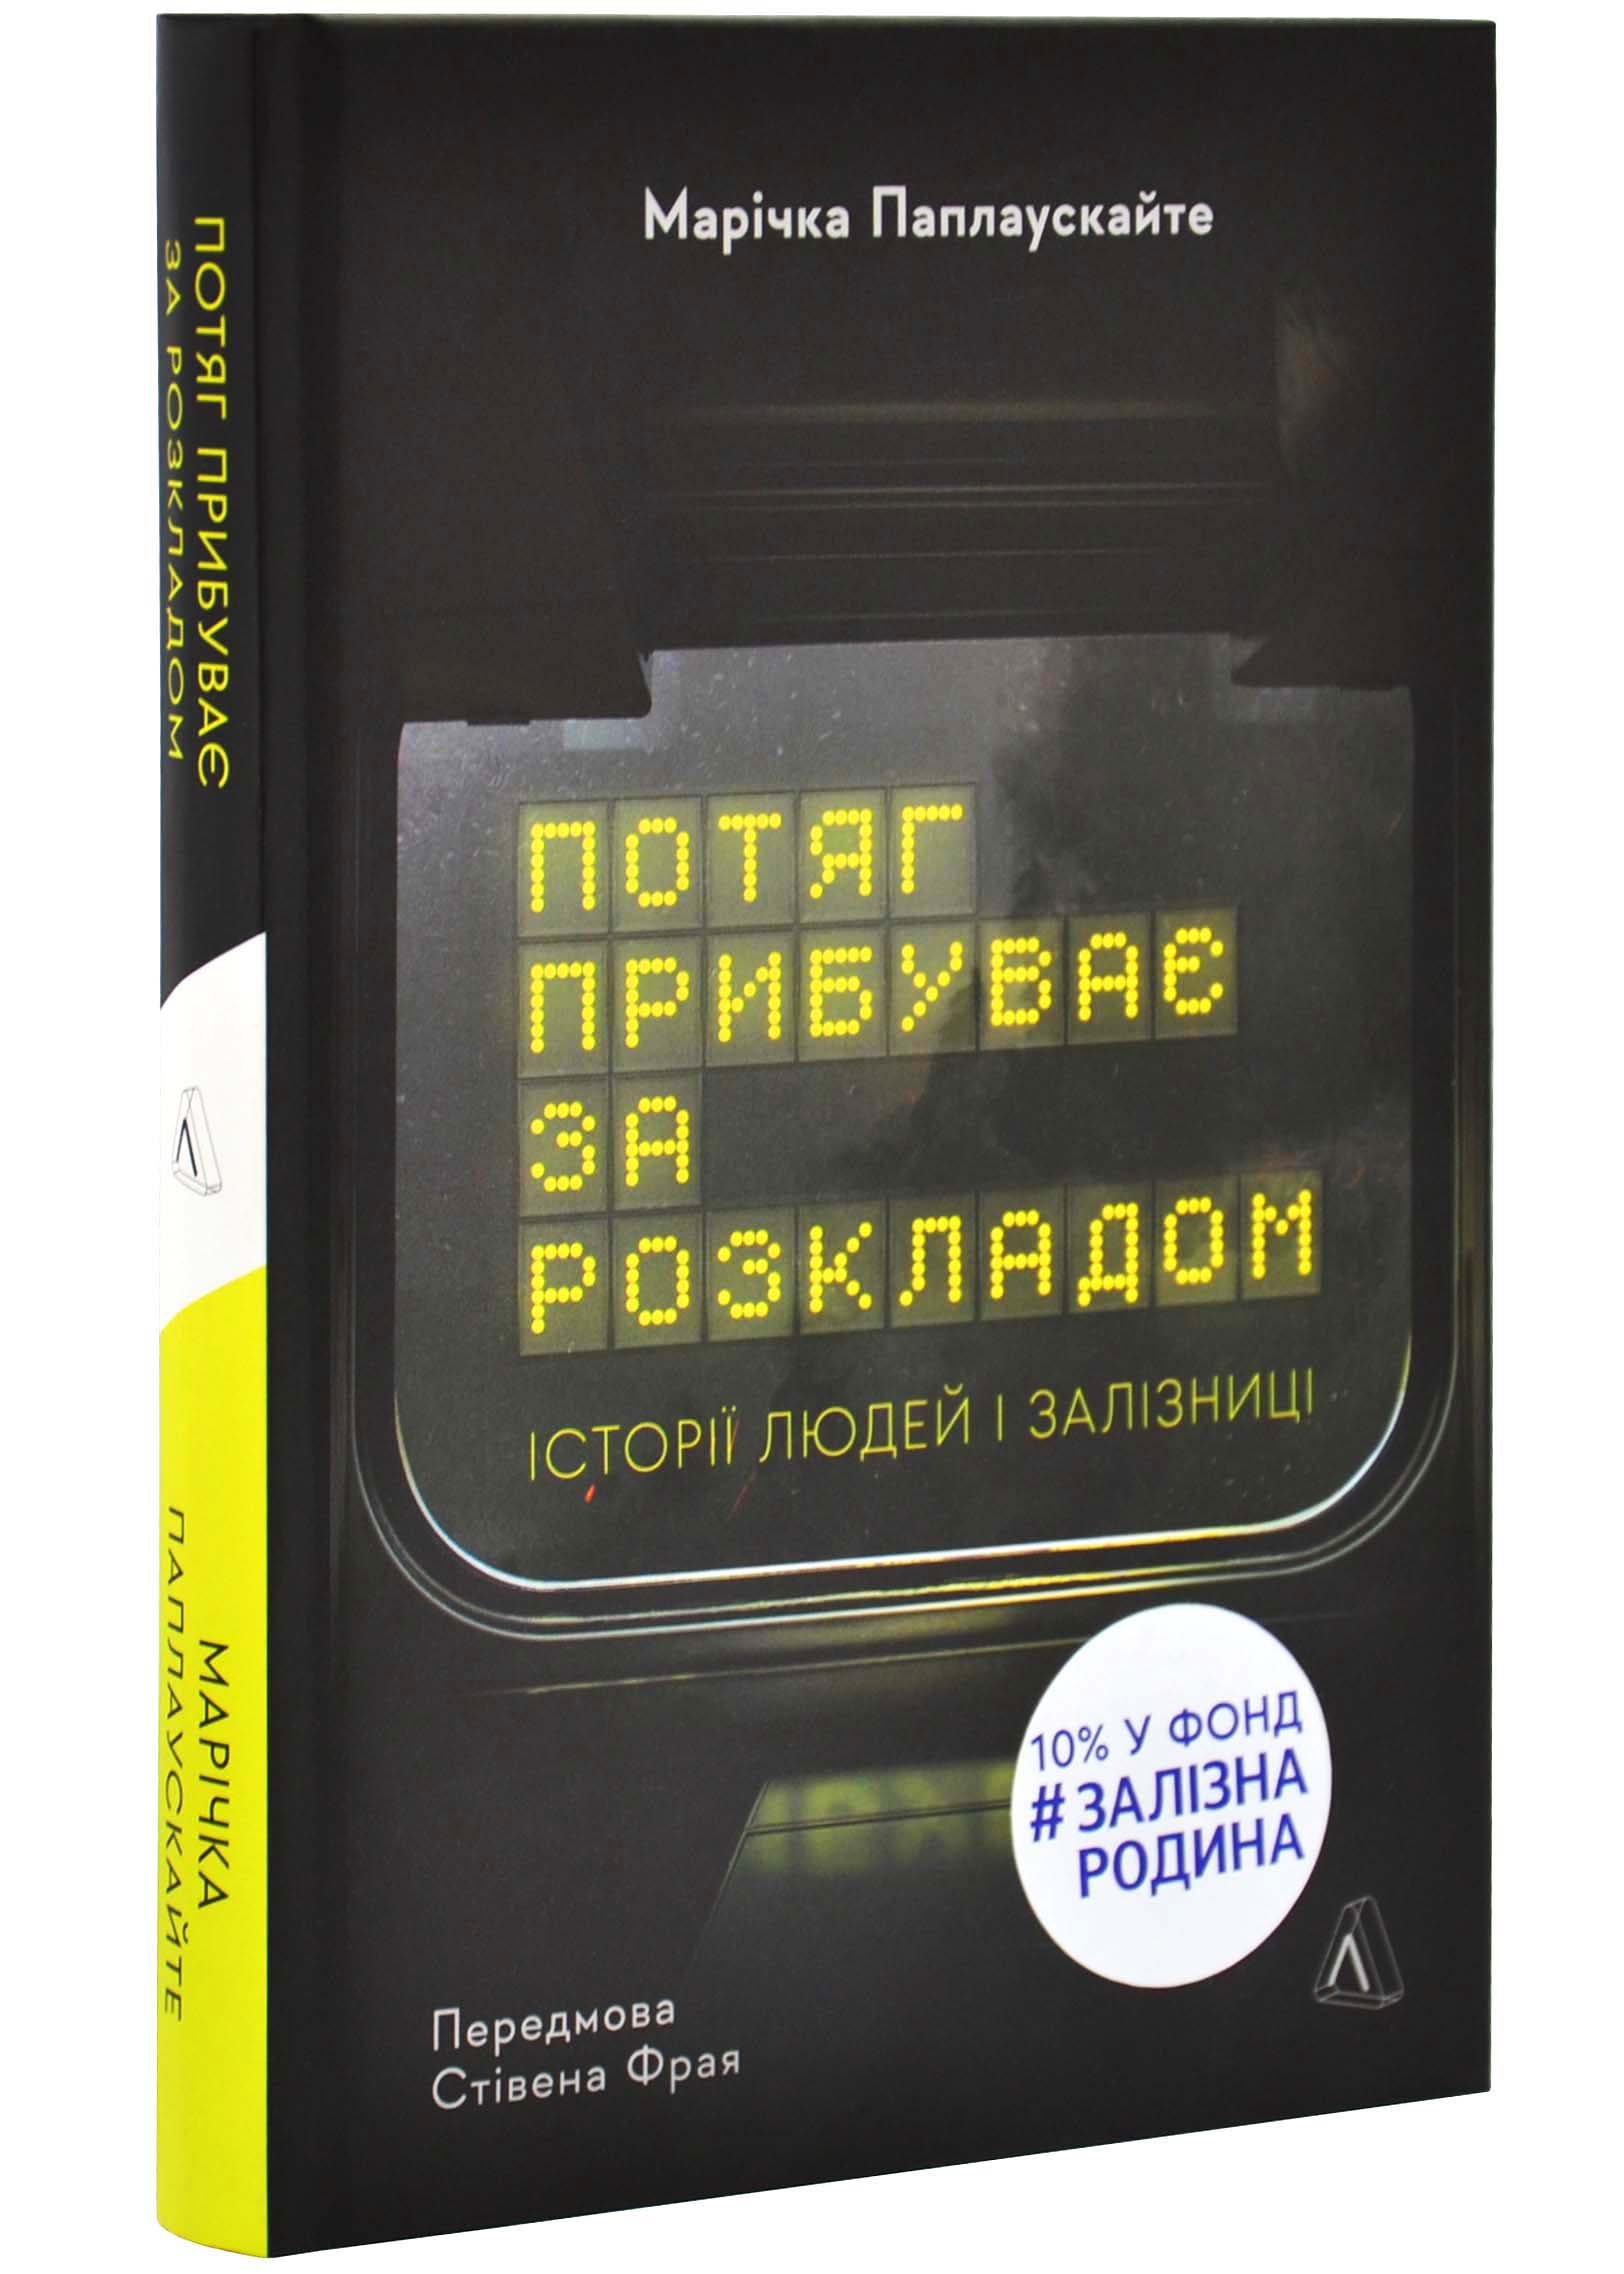 Марічка Паплаускайте
ПОТЯГ
ПРИБУВАЄ
ЗА
РОЗКЛАДОМ
ІСТОРІЇ ЛЮДЕЙ І ЗАЛІЗНИЦІ
10% У ФОНД
#ЗАЛІЗНА
РОДИНА
Передмова
Стівена Фрая
ПОТЯГ ПРИБУВАЄ
ЗА РОЗКЛАДОМ
МАРІЧКА
ПАПЛАУСКАЙТЕ